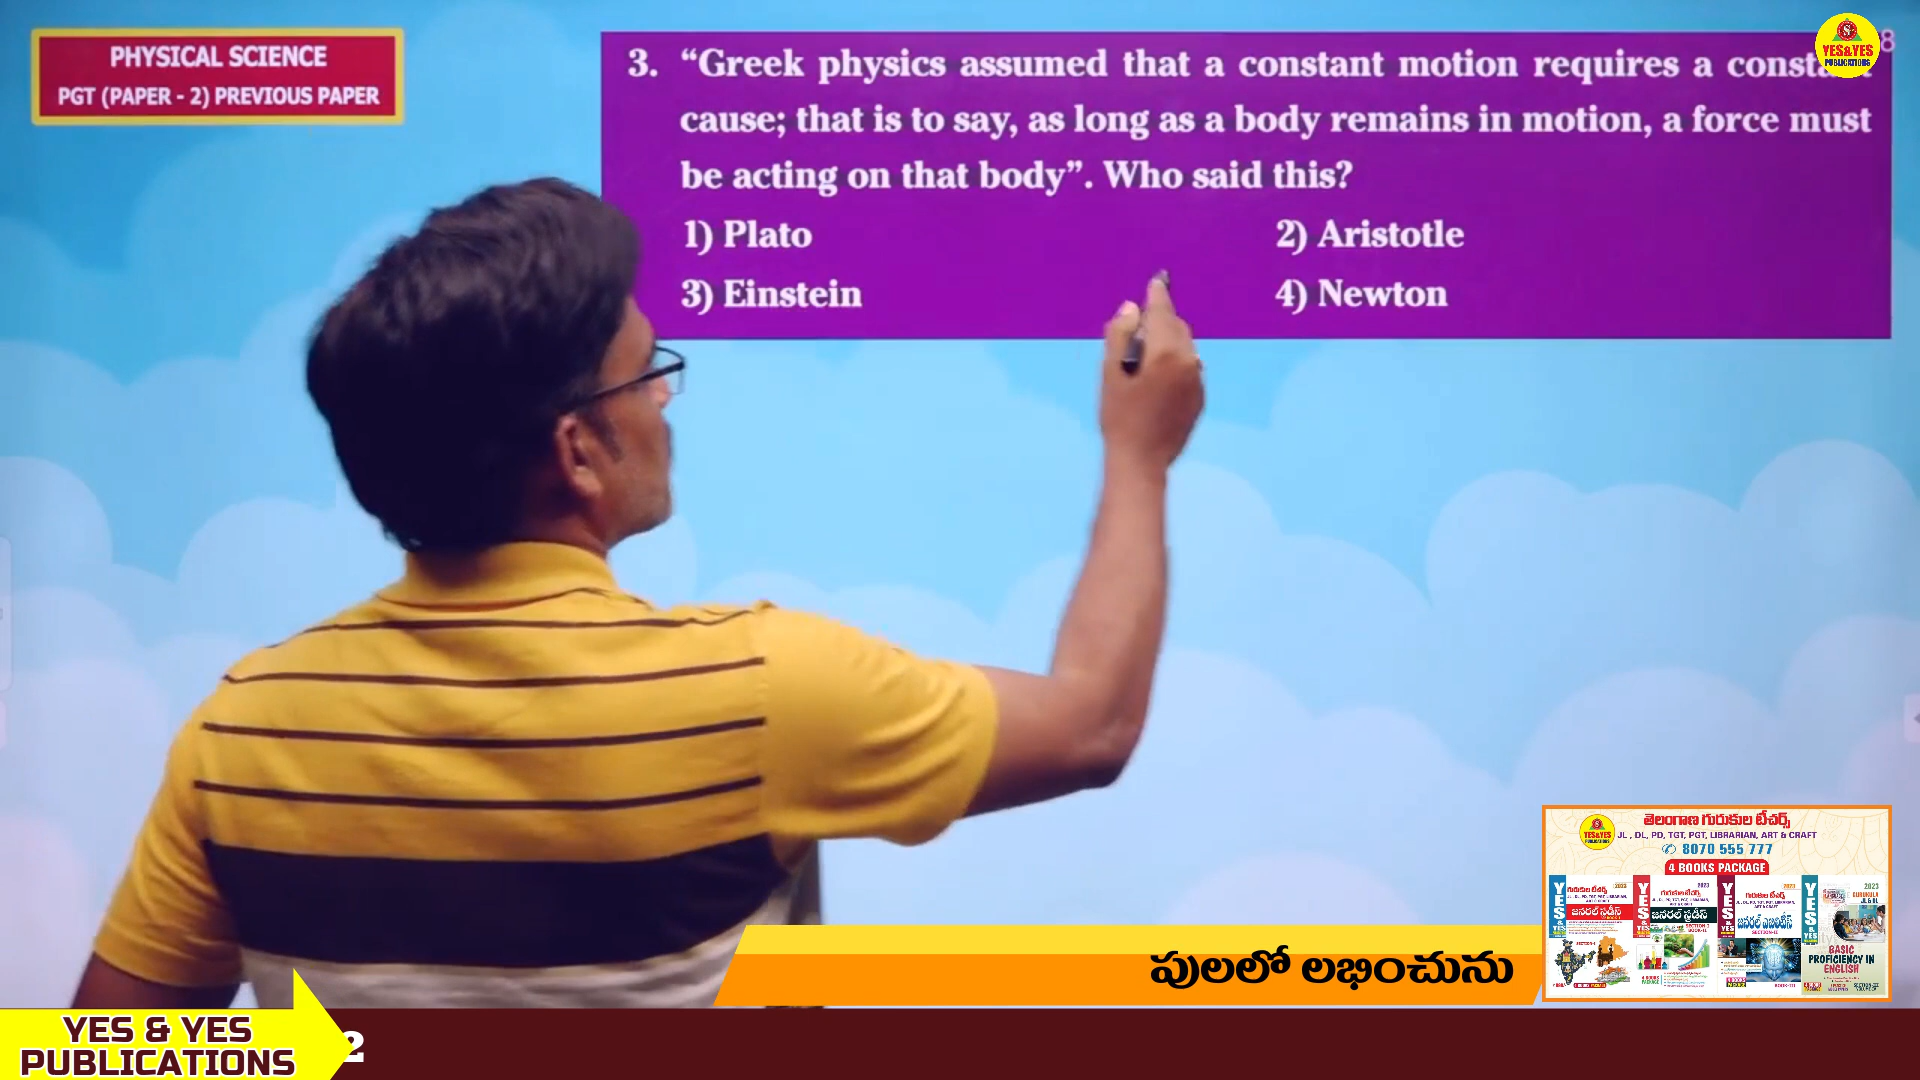 PHYSICAL SCIENCE
PGT (PAPER - 2) PREVIOUS PAPER
3. “Greek physics assumed that a constant motion requires a
cause; that is to say, as long as a body remains in motion, a force must
be acting on that body”. Who said this?
1) Plato
2) Aristotle
3) Einstein
4) Newton
8
YES&YES
PUBLICATIONS
తెలంగాణ గురుకుల టీచర్స్
JL , DL, PD, TGT, PGT, LIBRARIAN, ART & CRAFT
8070 555 777
4 BOOKS PACKAGE
BASIC
PROFICIENCY IN
ENGLISH
పులలో లభించును
YES & YES
PUBLICATIONS
2